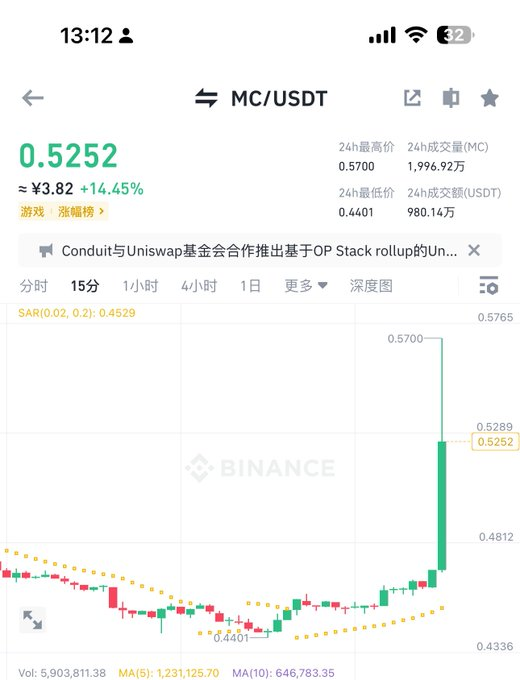 13:12
32
MC/USDT
0.5252
≈ ¥3.82 +14.45%
游戏 涨幅榜
24h最高价 24h成交量(MC)
0.5700 1,996.92万
24h最低价 24h成交额(USDT)
0.4401 980.14万
Conduit与Uniswap基金会合作推出基于OP Stack rollup的Un...
分时 15分 1小时 4小时 1日 更多 深度图
SAR(0.02, 0.2): 0.4529
0.5765
0.5700
0.5289
0.5252
BINANCE
0.4812
0.4401
0.4336
Vol: 5,903,811.38 MA(5): 1,231,125.70 MA(10): 646,783.35